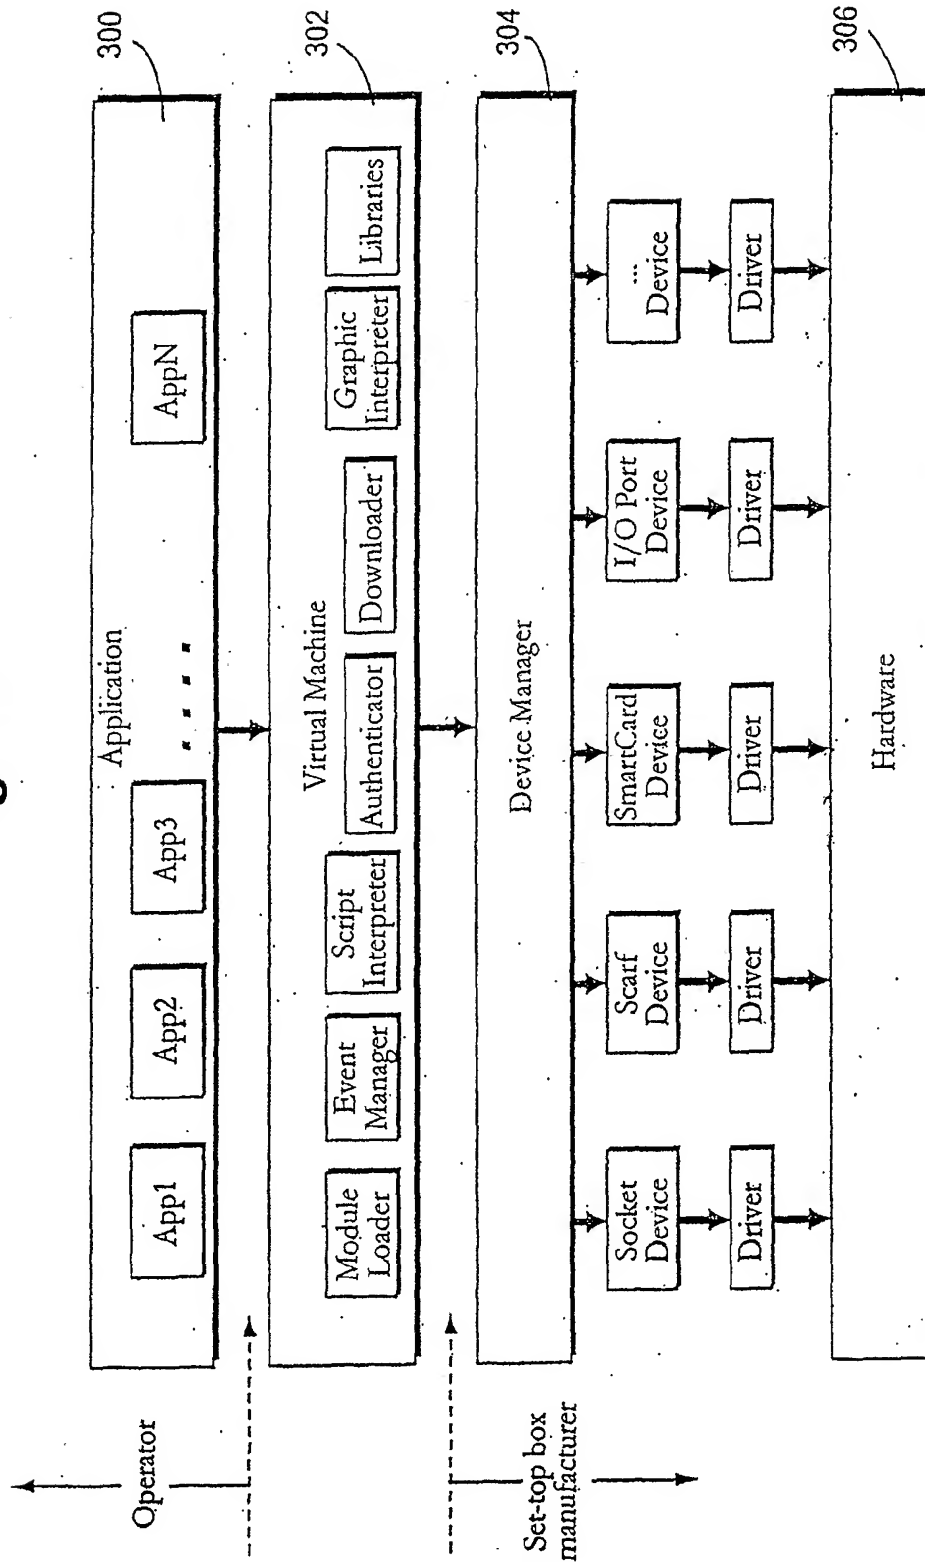 300
Application
App1
App2
App3
AppN
Operator
302
Virtual Machine
Module
Loader
Event
Manager
Script
Interpreter
Authenticator
Downloader
Graphic
Interpreter
Libraries
304
Device Manager
Set-top box
manufacturer
Socket
Device
Scarf
Device
SmartCard
Device
I/O Port
Device
...
Device
Driver
Driver
Driver
Driver
Driver
306
Hardware